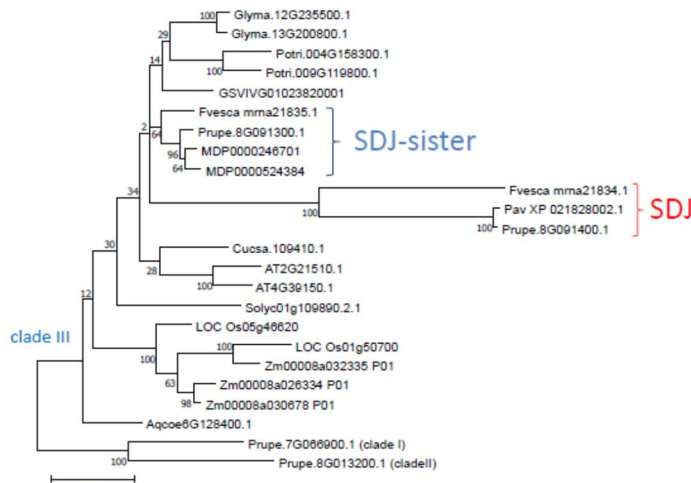 Glyma.12G235500.1
100
Glyma.13G200800.1
29
Potri.004G158300.1
14
100
Potri.009G119800.1
GSVIVG01023820001
Fvesca mrna21835.1
2
Prupe.8G091300.1
64
SDJ-sister
96
MDP0000246701
64
MDP0000524384
Fvesca mrna21834.1
34
100
Pav XP 021828002.1
SDJ
100
Prupe.8G091400.1
30
Cucsa.109410.1
28
AT2G21510.1
100
AT4G39150.1
12
Solyc01g109890.2.1
clade III
LOC Os05g46620
100
100
LOC Os01g50700
Zm00008a032335 P01
63
Zm00008a026334 P01
98
Zm00008a030678 P01
Aqcoe6G128400.1
Prupe.7G066900.1 (clade I)
100
Prupe.8G013200.1 (cladeII)